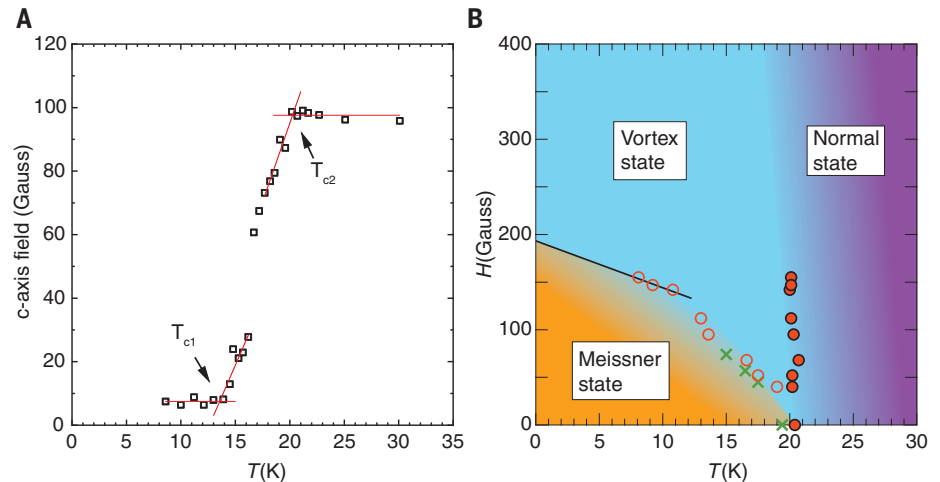 A
120
100
80
60
40
20
0
c-axis field (Gauss)
T_{c2}
T_{c1}
0 5 10 15 20 25 30 35
T(K)
B
400
300
200
100
0
H(Gauss)
Vortex
state
Normal
state
Meissner
state
0 5 10 15 20 25 30
T(K)